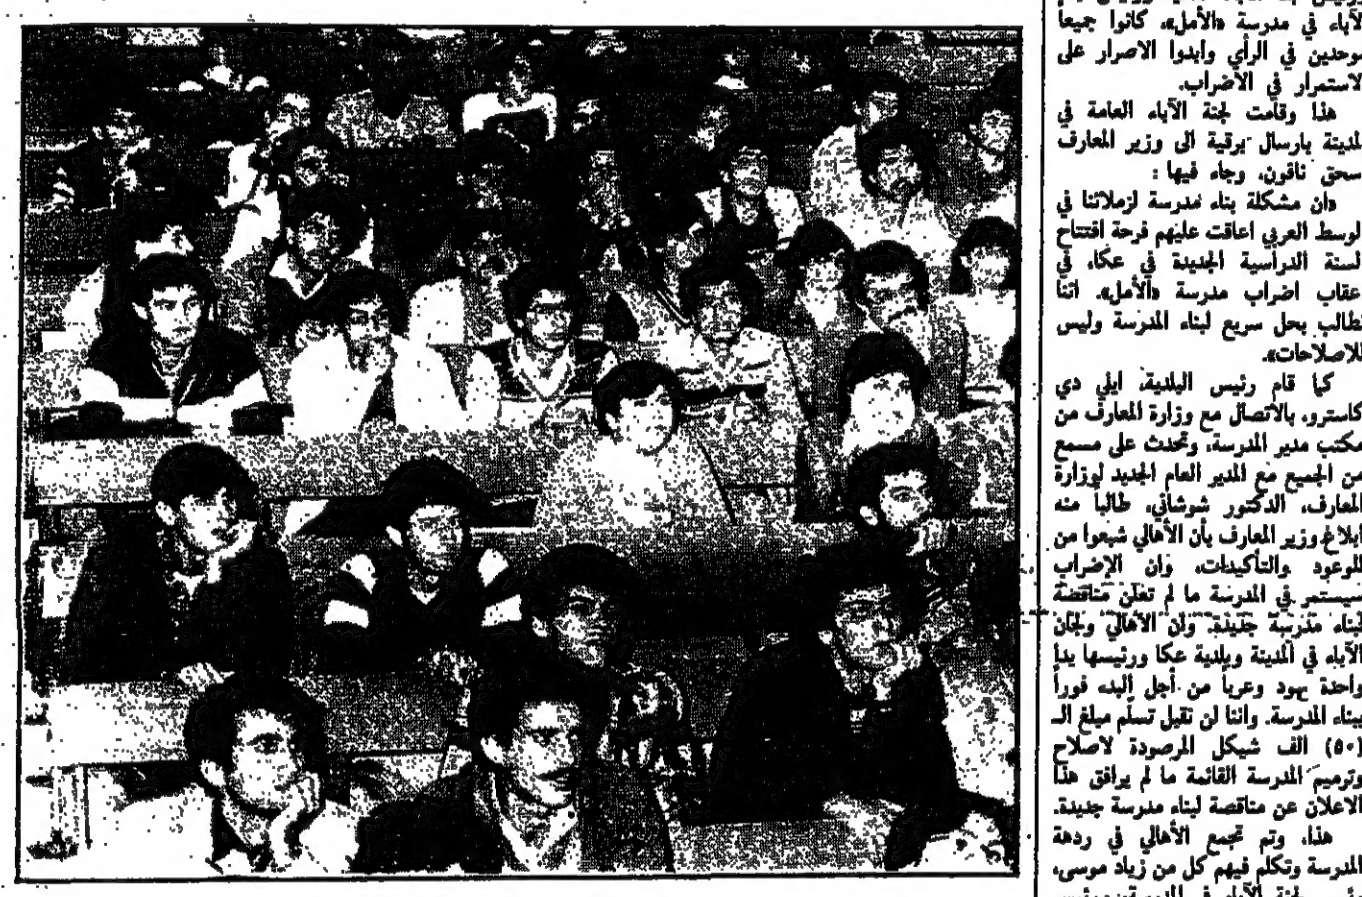 لآباء في مدرسة «الأمل»، كانوا جميعا
موحدين في الرأي وابدوا الاصرار على
لاستمرار في الاضراب.
هذا وقامت لجنة الآباء العامة في
لمدينة بارسال برقية الى وزير المعارف
سحق نافون، وجاء فيها :
«ان مشكلة بناء مدرسة لزملائنا في
لوسط العربي اعاقت عليهم فرحة افتتاح
لسنة الدراسية الجديدة في عكا، في
عقاب اضراب مدرسة «الأمل». اننا
نطالب بحل سريع لبناء المدرسة وليس
للاصلاحات».
كما قام رئيس البلدية، ايلي دي
كاسترو، بالاتصال مع وزارة المعارف من
مكتب مدير المدرسة، وتحدث على مسمع
من الجميع مع المدير العام الجديد لوزارة
المعارف، الدكتور شوشاني، طالباً منه
ابلاغ وزير المعارف بأن الأهالي شبعوا من
الوعود والتأكيدات، وان الإضراب
سيستمر في المدرسة ما لم تعلن مناقصة
لبناء مدرسة جديدة، وان الأهالي ولجان
الآباء في المدينة وبلدية عكا ورئيسها يدا
واحدة يهود وعربا من أجل البدء فوراً
ببناء المدرسة. واننا لن نقبل تسلّم مبلغ الـ
(٥٠) الف شيكل المرصودة لاصلاح
وترميم المدرسة القائمة ما لم يرافق هذا
الاعلان عن مناقصة لبناء مدرسة جديدة.
هذا، وتم تجمع الأهالي في ردهة
المدرسة وتكلم فيهم كل من زياد موسى،